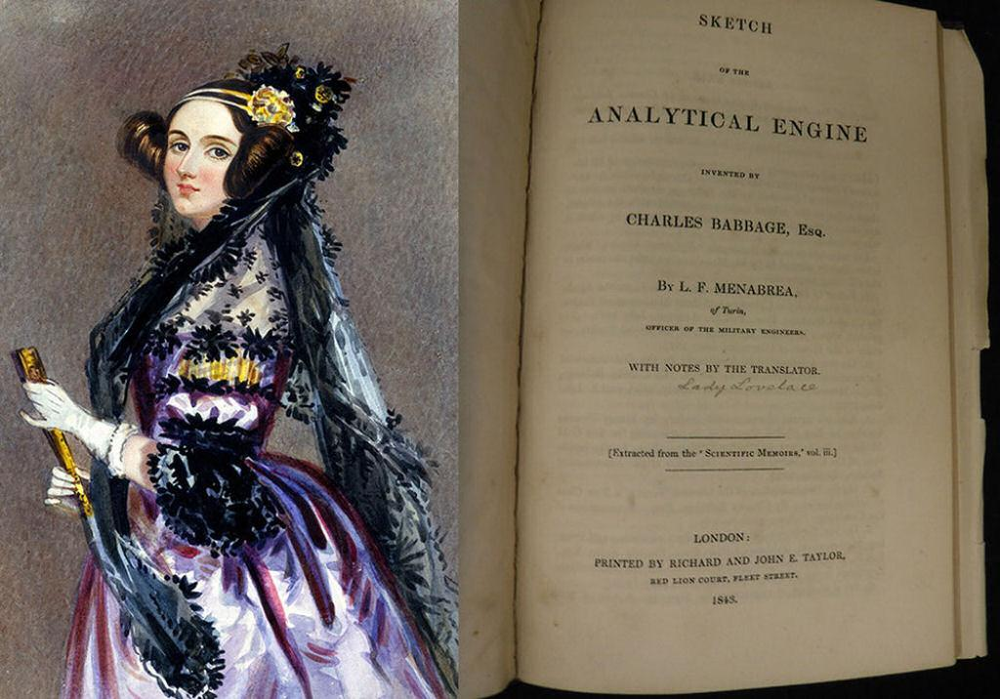 SKETCH
OF THE
ANALYTICAL ENGINE
INVENTED BY
CHARLES BABBAGE, Esq.
By L. F. MENABREA,
of Turin,
OFFICER OF THE MILITARY ENGINEERS.
WITH NOTES BY THE TRANSLATOR.
Lady Lovelace
[Extracted from the ‘Scientific Memoirs,’ vol. iii.]
LONDON:
PRINTED BY RICHARD AND JOHN E. TAYLOR,
RED LION COURT, FLEET STREET.
1843.